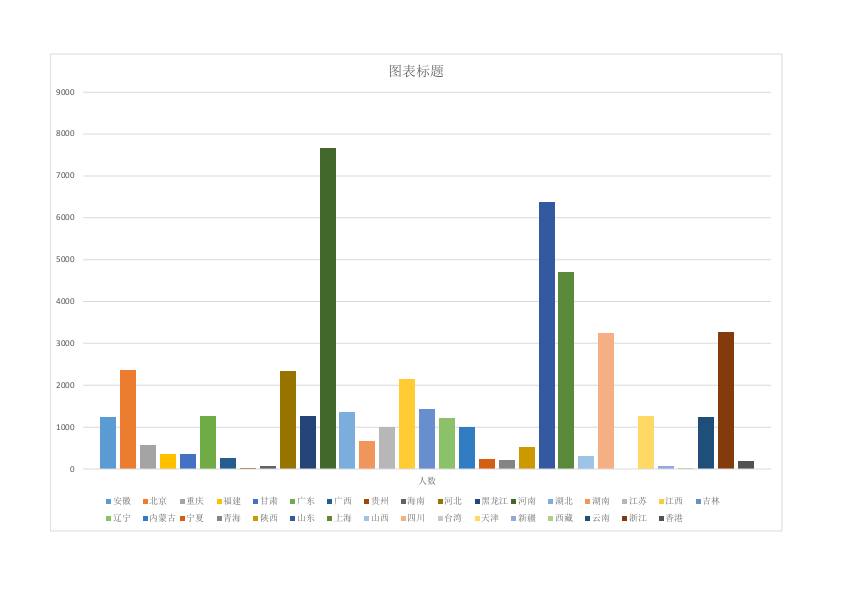 图表标题
9000
8000
7000
6000
5000
4000
3000
2000
1000
0
人数
安徽 北京 重庆 福建 甘肃 广东 广西 贵州 海南 河北 黑龙江 河南 湖北 湖南 江苏 江西 吉林
辽宁 内蒙古 宁夏 青海 陕西 山东 上海 山西 四川 台湾 天津 新疆 西藏 云南 浙江 香港